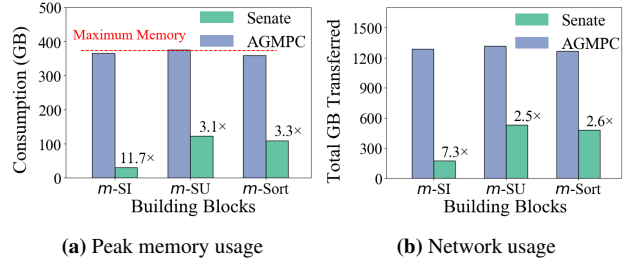 500
400
300
200
100
0
Consumption (GB)
Maximum Memory
Senate
AGMPC
11.7×
3.1×
3.3×
m-SI
m-SU
m-Sort
Building Blocks
(a) Peak memory usage
1500
1200
900
600
300
0
Total GB Transferred
Senate
AGMPC
7.3×
2.5×
2.6×
m-SI
m-SU
m-Sort
Building Blocks
(b) Network usage